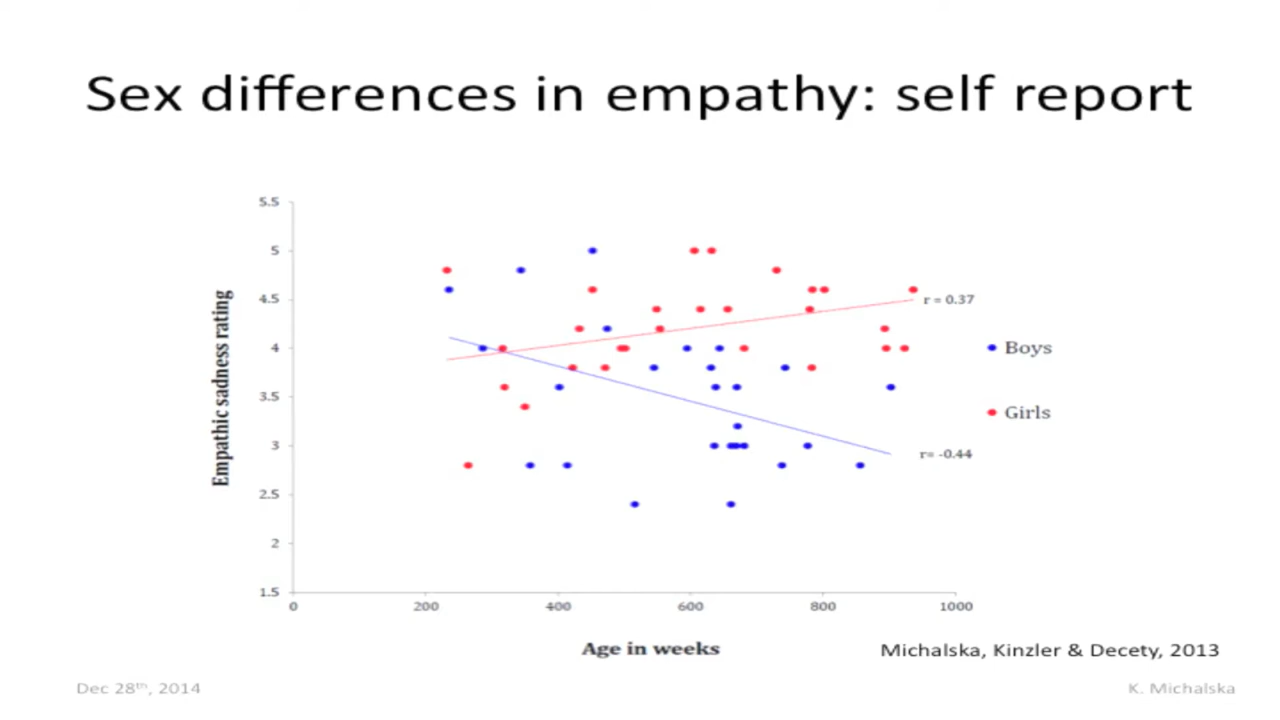 Sex differences in empathy: self report
5.5
5
4.5
4
3.5
3
2.5
2
1.5
Empathic sadness rating
0 200 400 600 800 1000
Age in weeks
r = 0.37
r= -0.44
Boys
Girls
Michalska, Kinzler & Decety, 2013
Dec 28th, 2014
K. Michalska